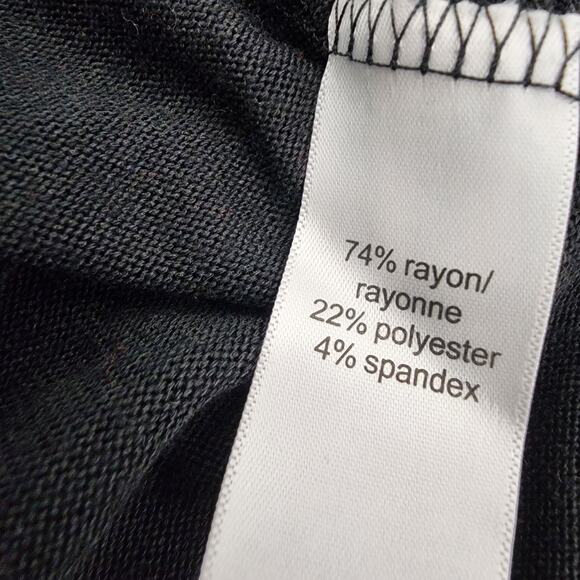 74% rayon/
rayonne
22% polyester
4% spandex